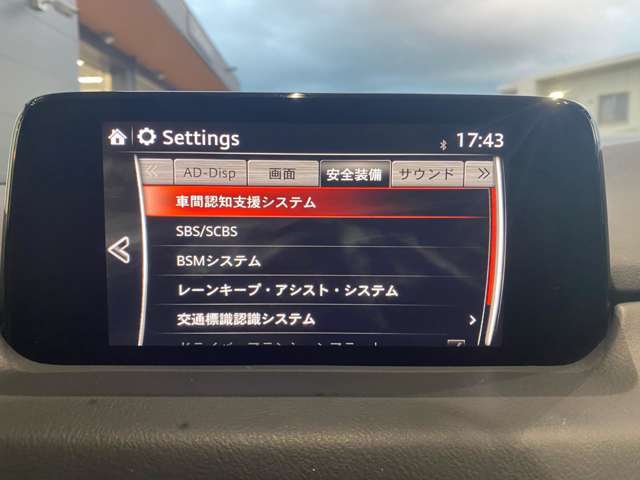 Settings 17:43
AD-Disp 画面 安全装備 サウンド
車間認知支援システム
SBS/SCBS
BSMシステム
レーンキープ・アシスト・システム
交通標識認識システム